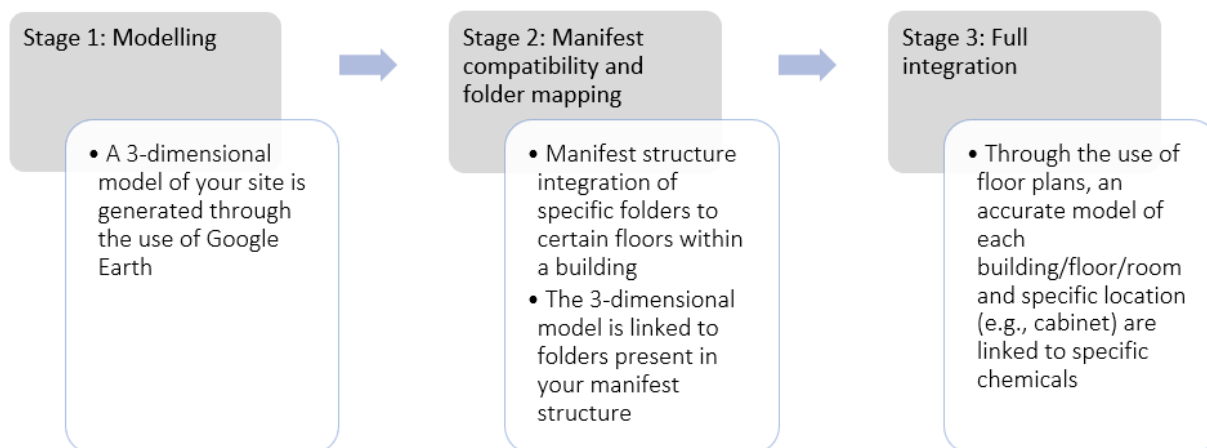 Stage 1: Modelling
• A 3-dimensional
model of your site is
generated through
the use of Google
Earth
Stage 2: Manifest
compatibility and
folder mapping
• Manifest structure
integration of
specific folders to
certain floors within
a building
• The 3-dimensional
model is linked to
folders present in
your manifest
structure
Stage 3: Full
integration
• Through the use of
floor plans, an
accurate model of
each
building/floor/room
and specific location
(e.g., cabinet) are
linked to specific
chemicals